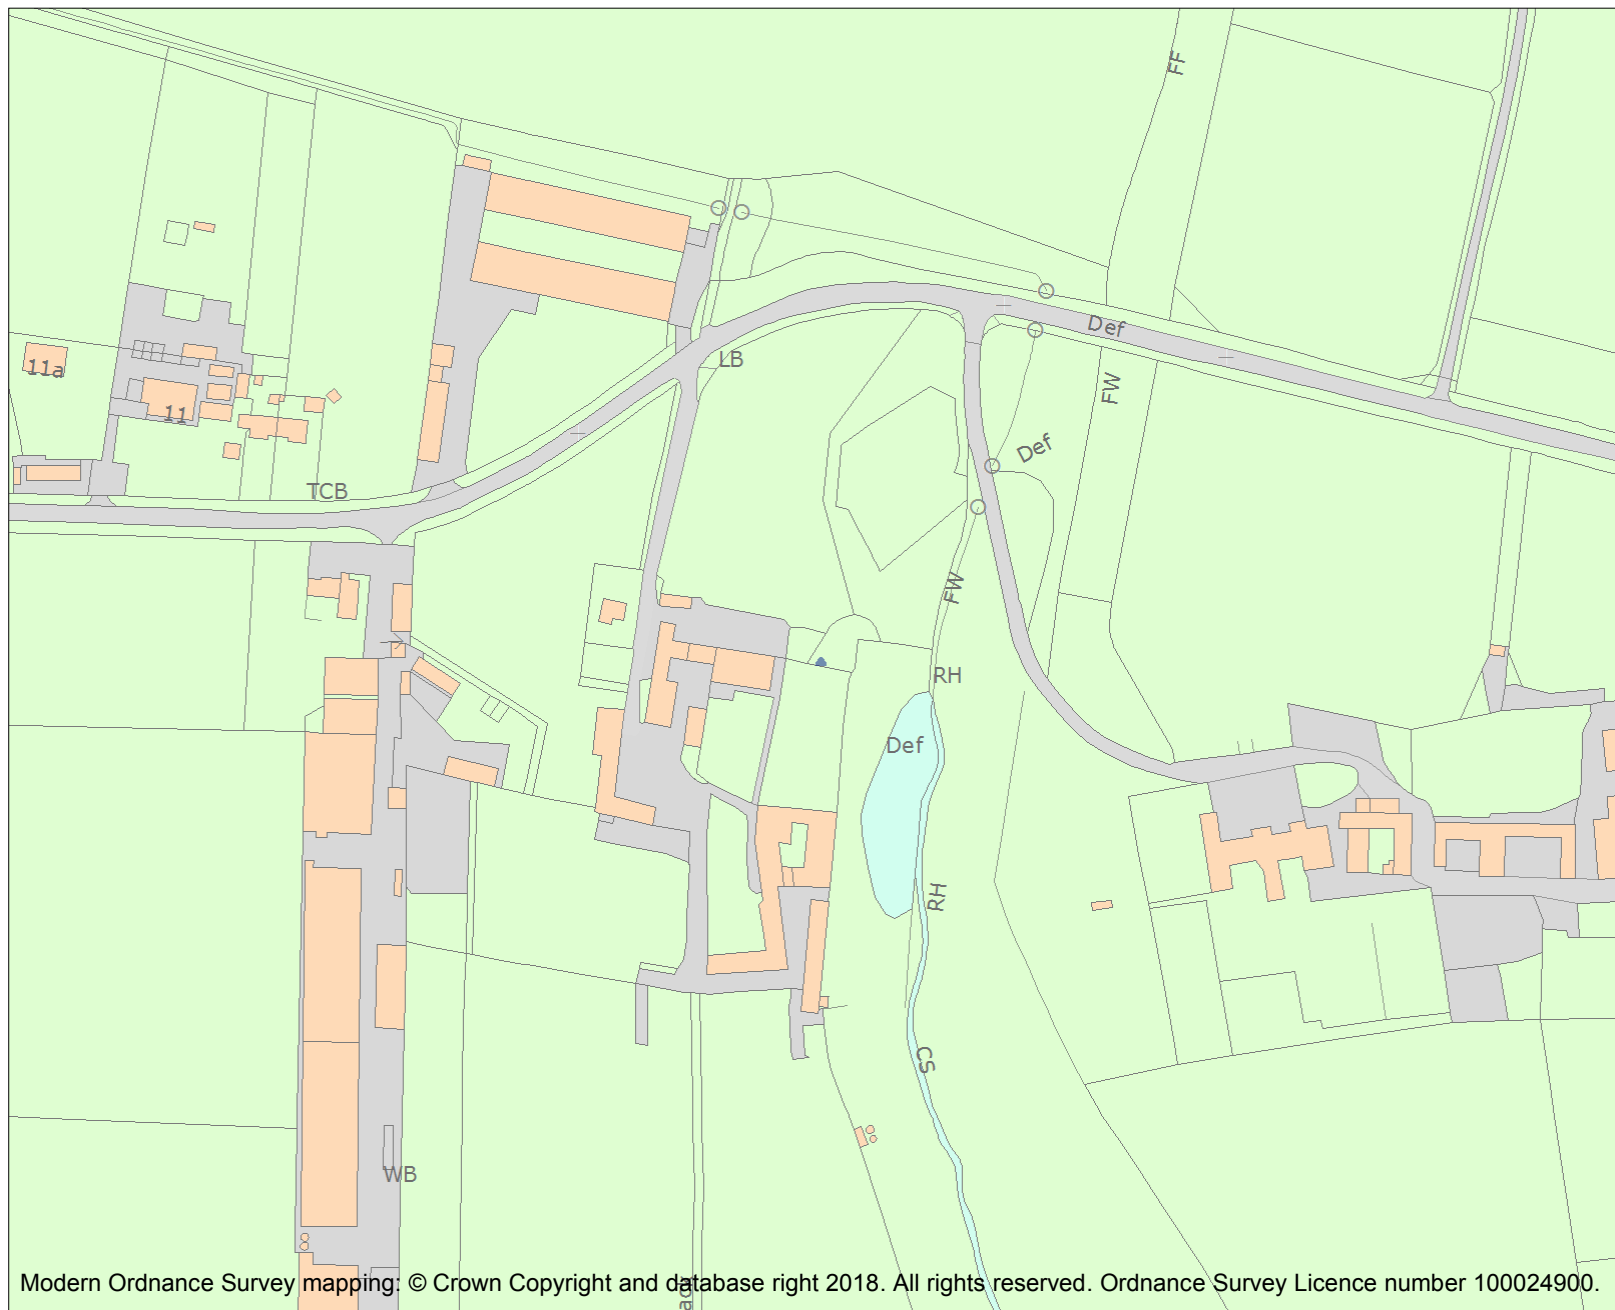 FF
Def
LB
11a
FW
11
Def
TCB
FW
RH
Def
RH
CS
WB
Modern Ordnance Survey mapping: © Crown Copyright and database right 2018. All rights reserved. Ordnance Survey Licence number 100024900.